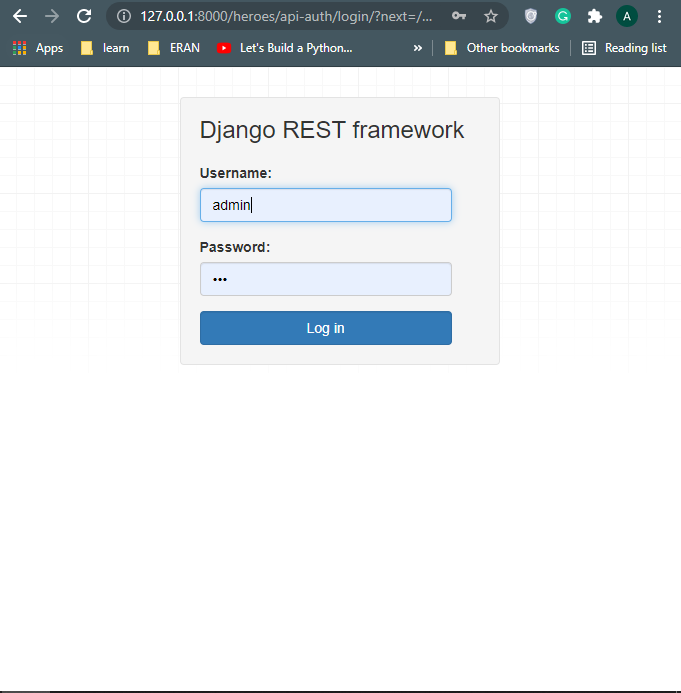 127.0.0.1:8000/heroes/api-auth/login/?next=/...
Apps learn ERAN Let's Build a Python... » Other bookmarks Reading list
Django REST framework
Username:
admin
Password:
•••
Log in
G
A